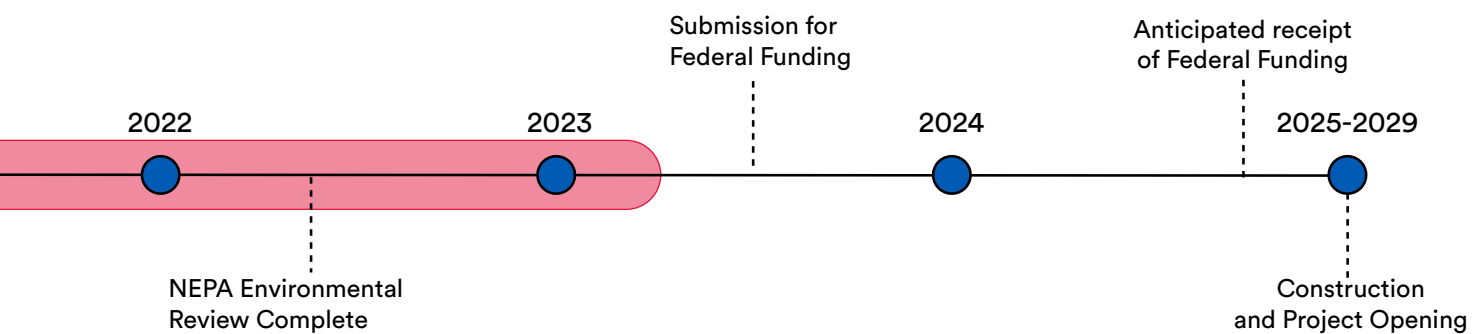 Submission for
Federal Funding
Anticipated receipt
of Federal Funding
2022
2023
2024
2025-2029
NEPA Environmental
Review Complete
Construction
and Project Opening